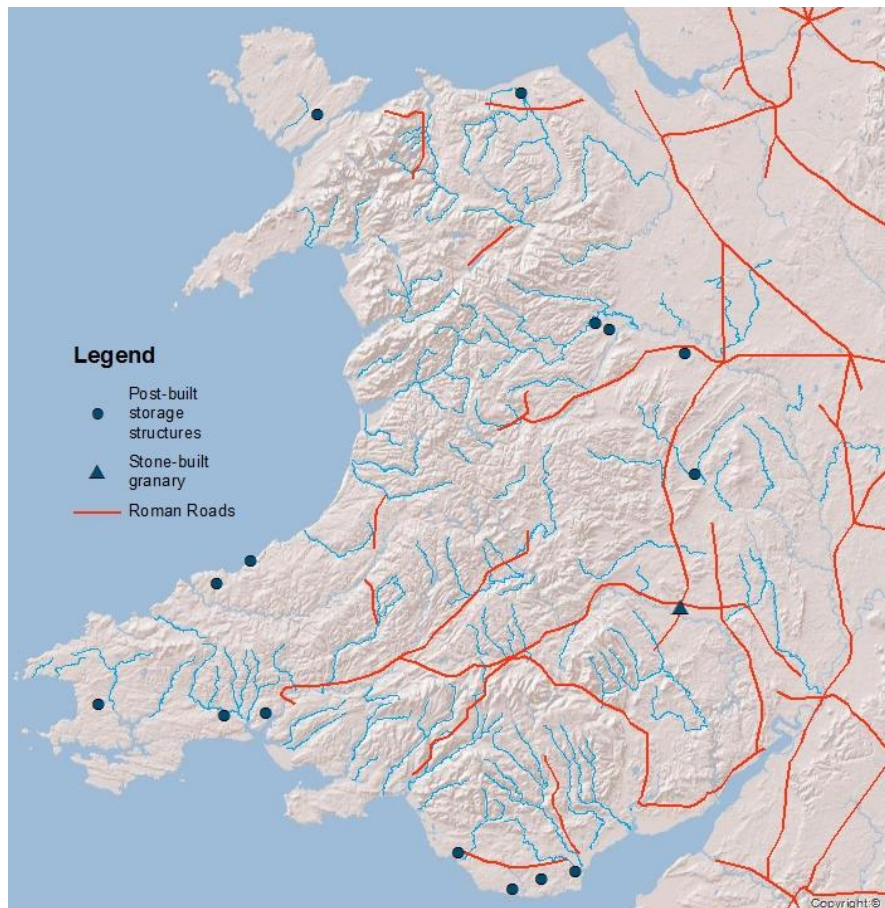 Legend
Post-built
storage
structures
Stone-built
granary
Roman Roads
Copyright:©